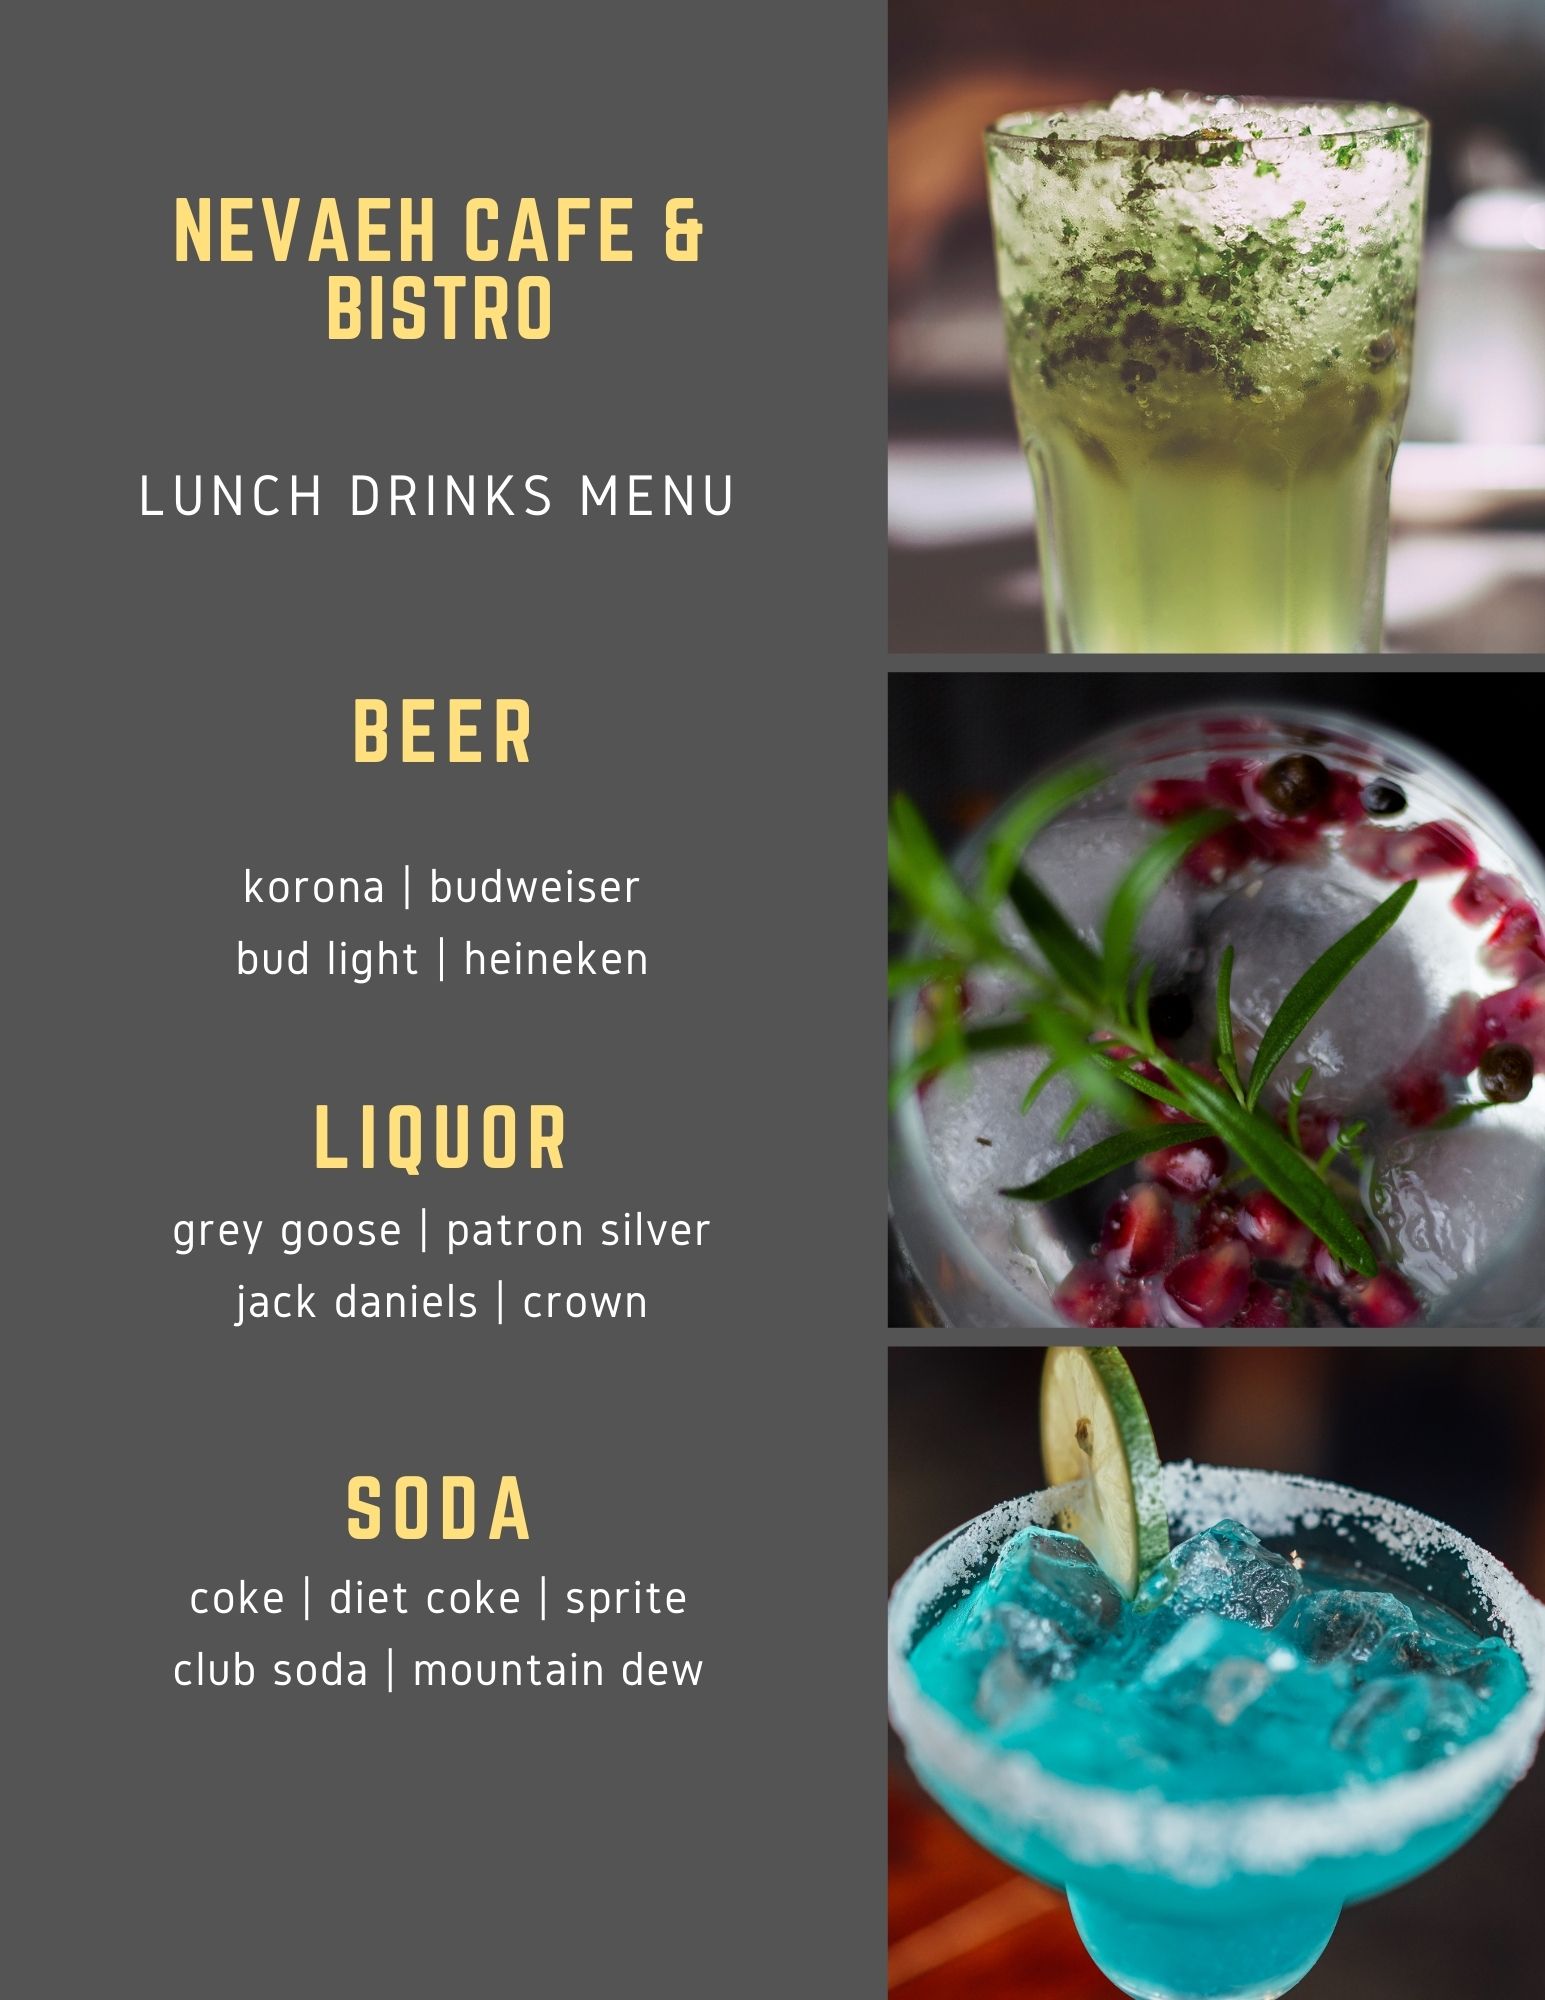 NEVAEH CAFE &
BISTRO
LUNCH DRINKS MENU
BEER
korona | budweiser
bud light | heineken
LIQUOR
grey goose | patron silver
jack daniels | crown
SODA
coke | diet coke | sprite
club soda | mountain dew